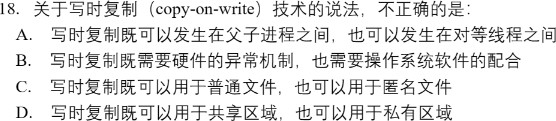 18. 关于写时复制（copy-on-write）技术的说法，不正确的是：
A. 写时复制既可以发生在父子进程之间，也可以发生在对等线程之间
B. 写时复制既需要硬件的异常机制，也需要操作系统软件的配合
C. 写时复制既可以用于普通文件，也可以用于匿名文件
D. 写时复制既可以用于共享区域，也可以用于私有区域